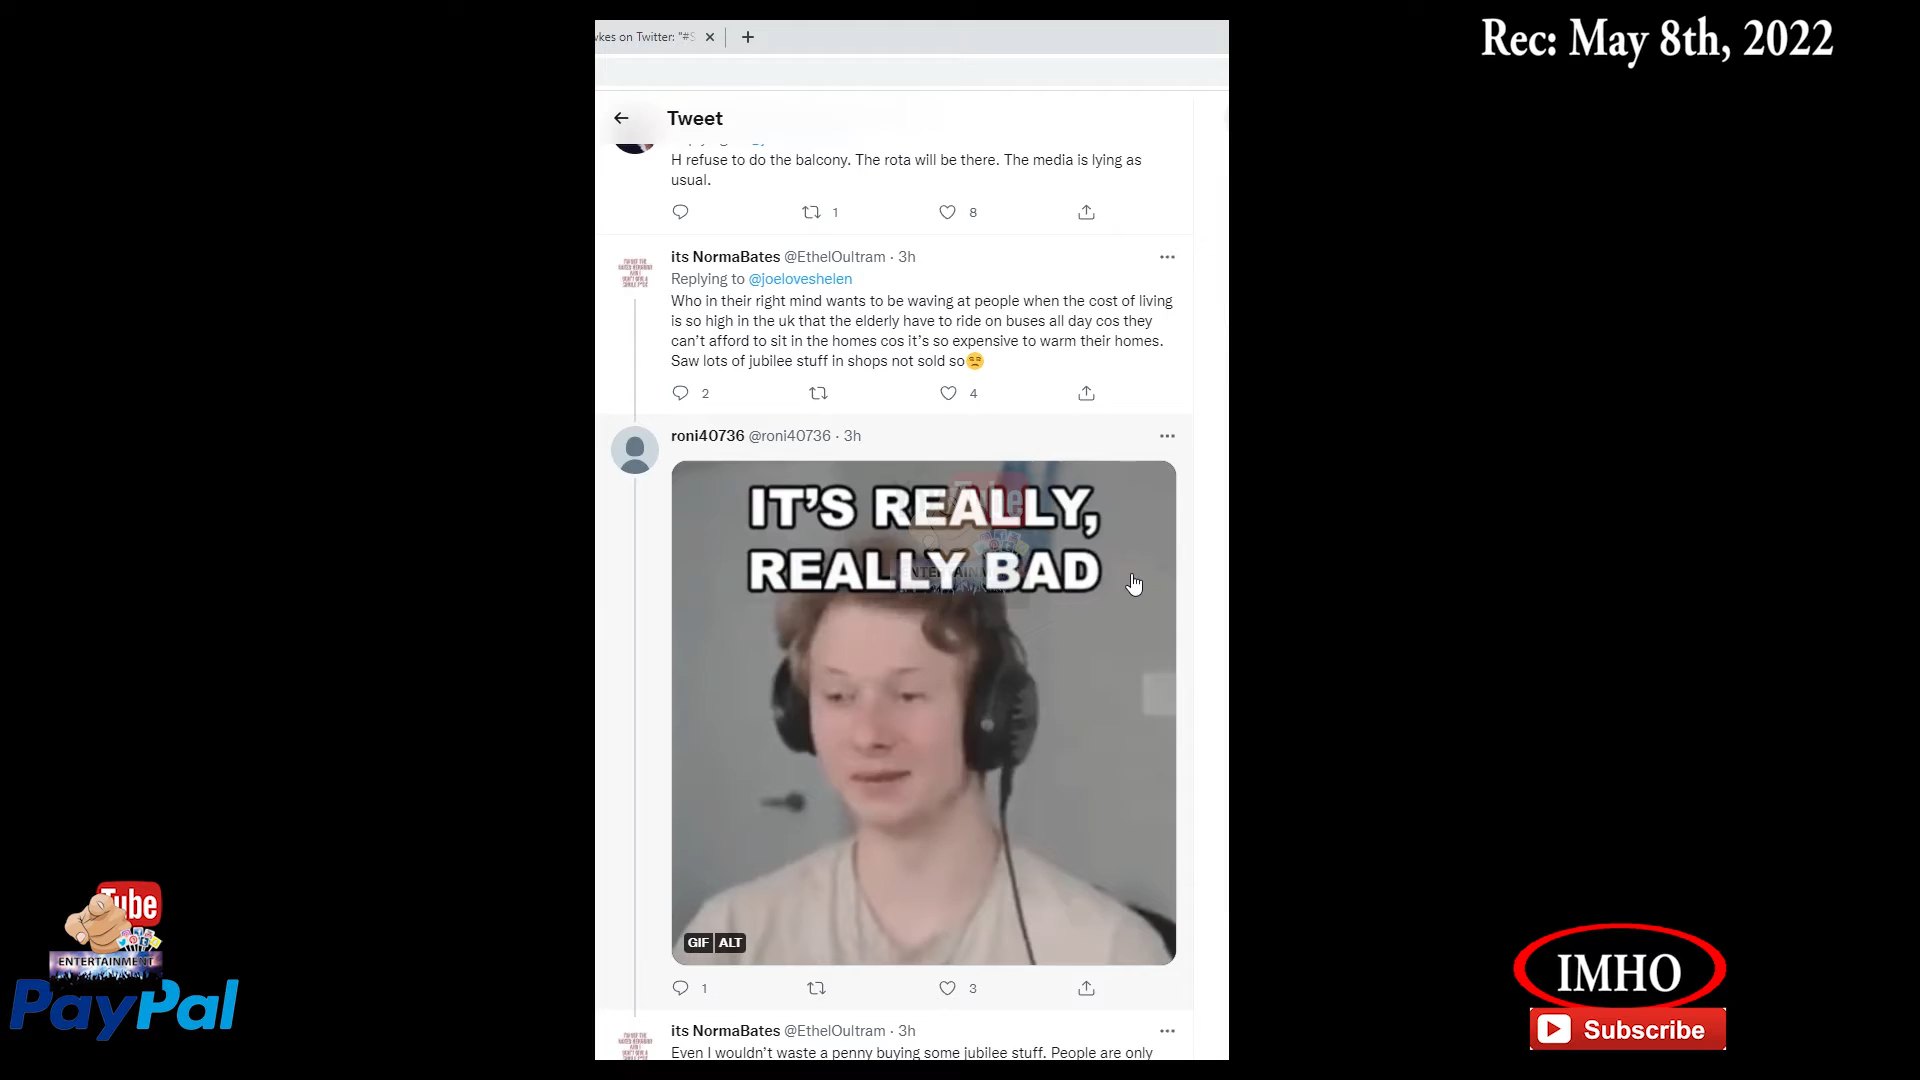 Rec: May 8th, 2022
on Twitter: "#S
Tweet
H refuse to do the balcony. The rota will be there. The media is lying as
usual.
1
8
its NormaBates @EthelOultram · 3h
Replying to @joeloveshelen
Who in their right mind wants to be waving at people when the cost of living
is so high in the uk that the elderly have to ride on buses all day cos they
can't afford to sit in the homes cos it's so expensive to warm their homes.
Saw lots of jubilee stuff in shops not sold so😒
2
4
roni40736 @roni40736 · 3h
IT'S REALLY,
REALLY BAD
GIF ALT
1
3
its NormaBates @EthelOultram · 3h
Even I wouldn't waste a penny buying some jubilee stuff. People are only
Tube
ENTERTAINMENT
PayPal
IMHO
Subscribe